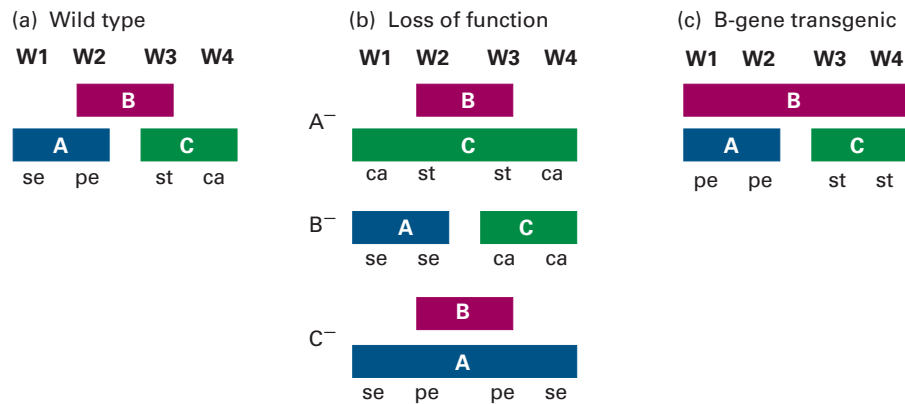 (a) Wild type
W1 W2 W3 W4
B
A C
se pe st ca
(b) Loss of function
W1 W2 W3 W4
A⁻
B
C
ca st st ca
B⁻
A C
se se ca ca
C⁻
B
A
se pe pe se
(c) B-gene transgenic
W1 W2 W3 W4
B
A C
pe pe st st